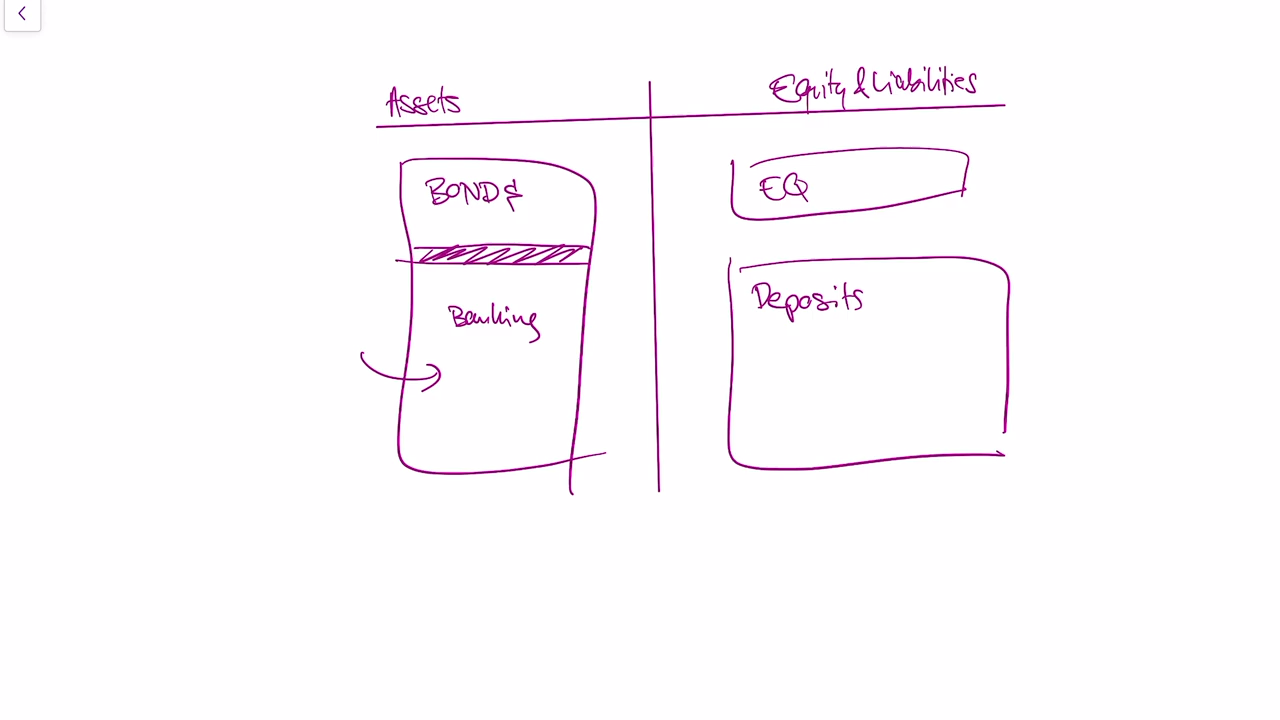 Assets
Equity & Liabilities
BONDS
EQ
Deposits
Banking